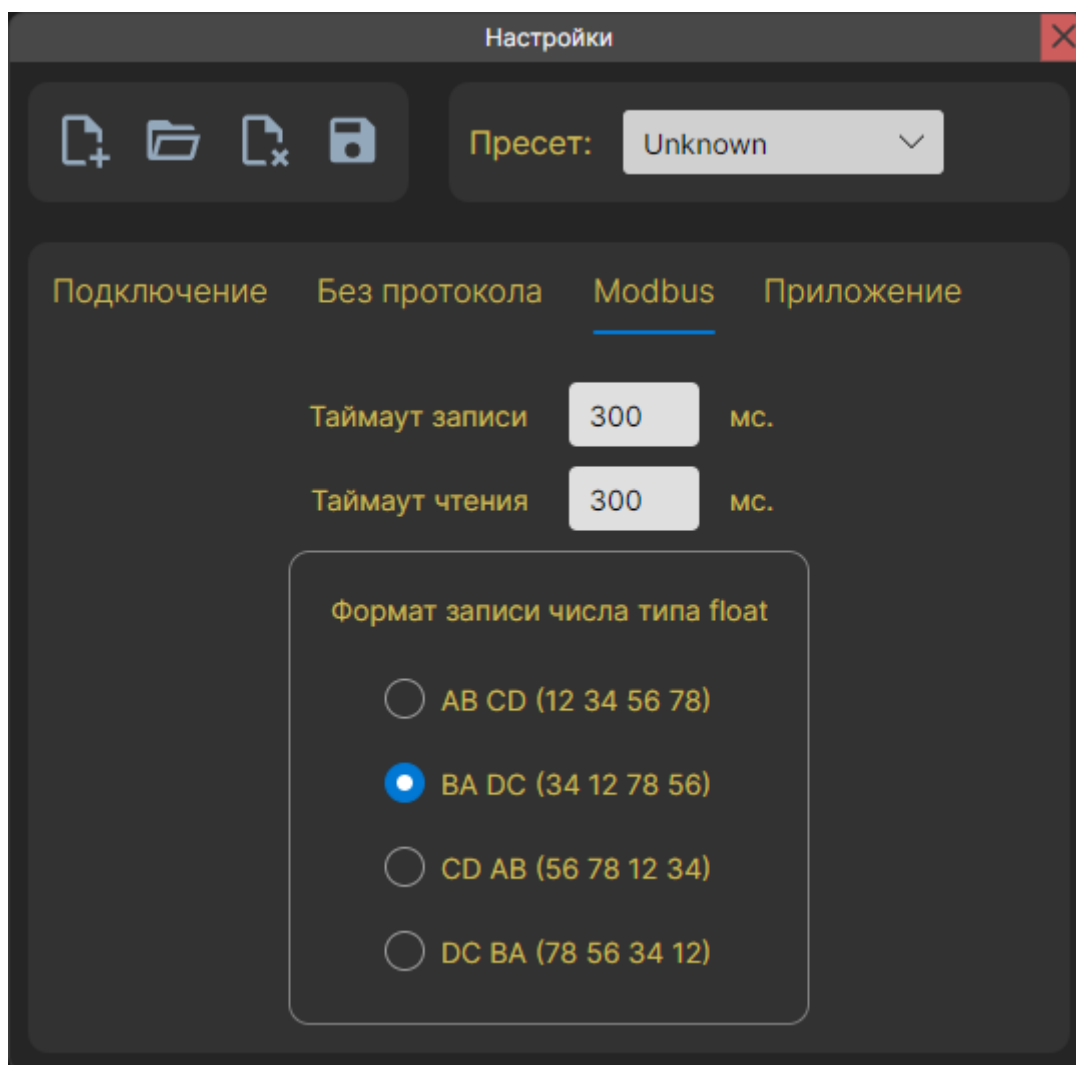 Настройки
Пресет: Unknown
Подключение Без протокола Modbus Приложение
Таймаут записи 300 мс.
Таймаут чтения 300 мс.
Формат записи числа типа float
AB CD (12 34 56 78)
BA DC (34 12 78 56)
CD AB (56 78 12 34)
DC BA (78 56 34 12)